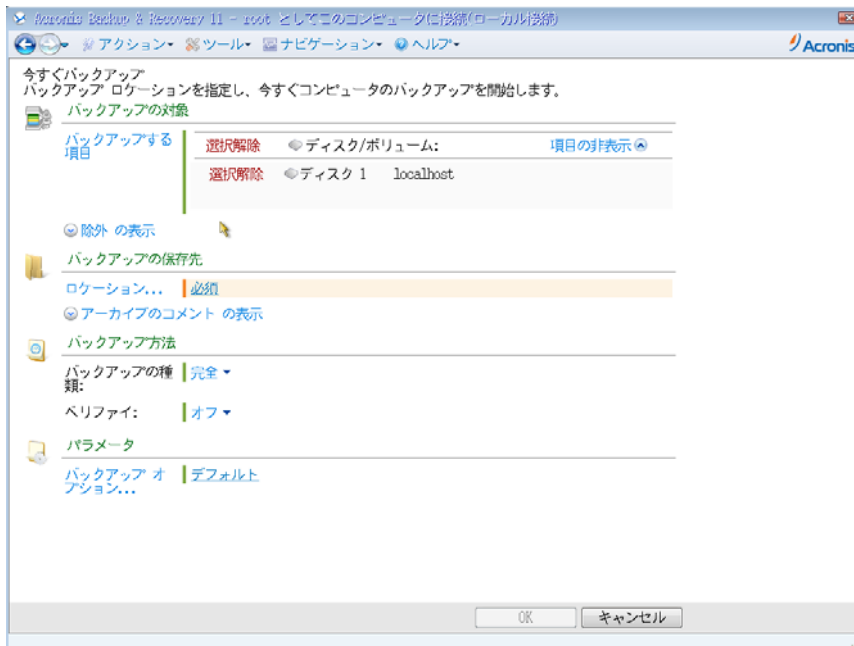 Acronis Backup & Recovery 11 - root としてこのコンピュータに接続(ローカル接続)
アクション ツール ナビゲーション ヘルプ Acronis
今すぐバックアップ
バックアップ ロケーションを指定し、今すぐコンピュータのバックアップを開始します。
バックアップの対象
バックアップする
項目
選択解除 ディスク/ボリューム: 項目の非表示
選択解除 ディスク 1 localhost
除外 の表示
バックアップの保存先
ロケーション... 必須
アーカイブのコメント の表示
バックアップ方法
バックアップの種
類:
完全
ベリファイ: オフ
パラメータ
バックアップ オ
プション...
デフォルト
OK キャンセル